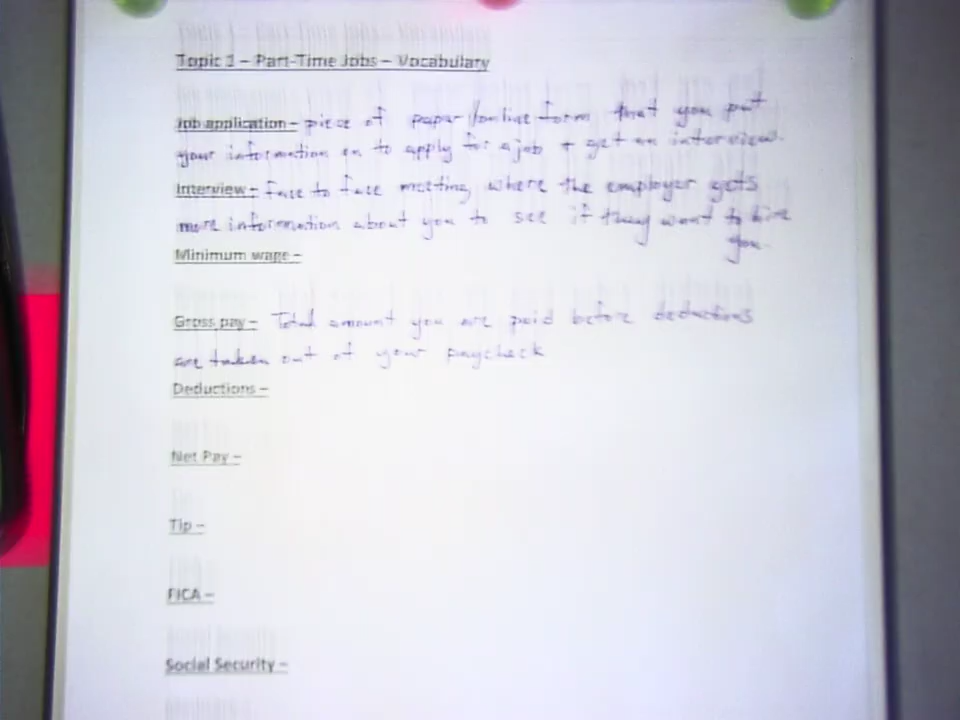 Topic 1 – Part-Time Jobs – Vocabulary
Job application – piece of paper/online form that you put
your information on to apply for a job + get an interview.
Interview – face to face meeting where the employer gets
more information about you to see if they want to hire
you.
Minimum wage –
Gross pay – Total amount you are paid before deductions
are taken out of your paycheck
Deductions –
Net Pay –
Tip –
FICA –
Social Security –